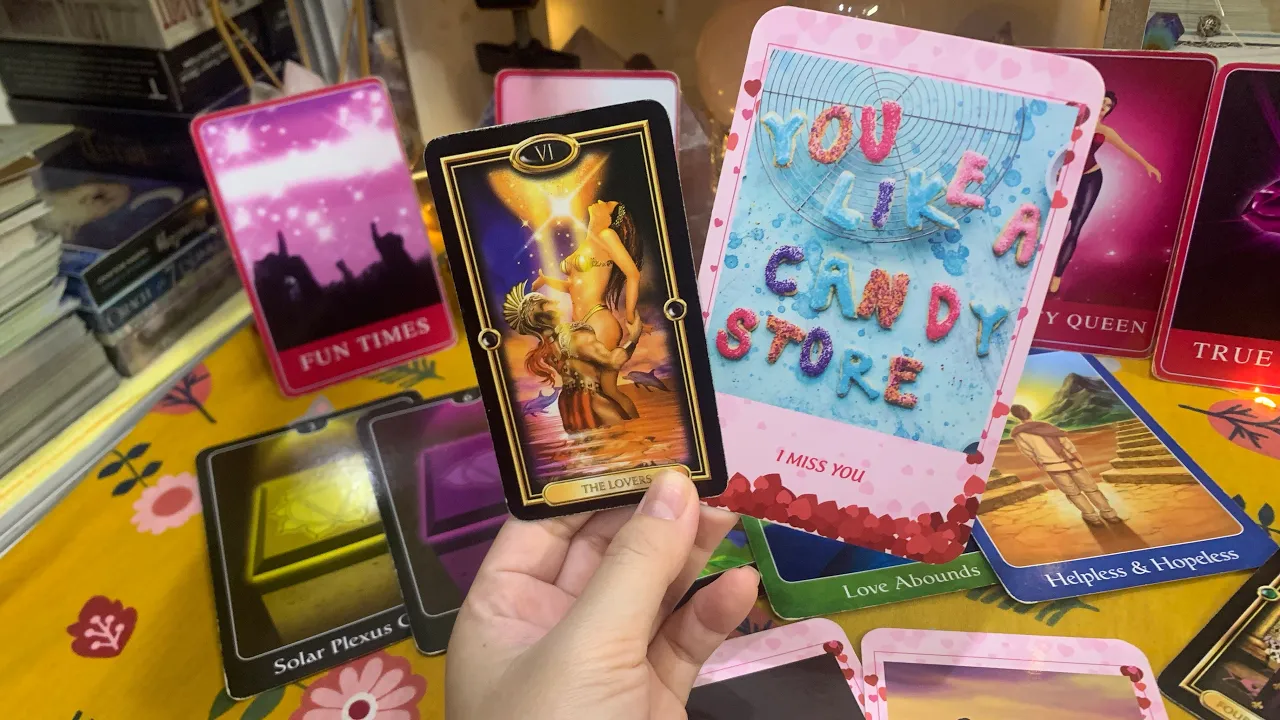 VI
YOU
LIKE A
CANDY
STORE
I MISS YOU
THE LOVERS
FUN TIMES
Y QUEEN
TRUE
Solar Plexus C
Love Abounds
Helpless & Hopeless